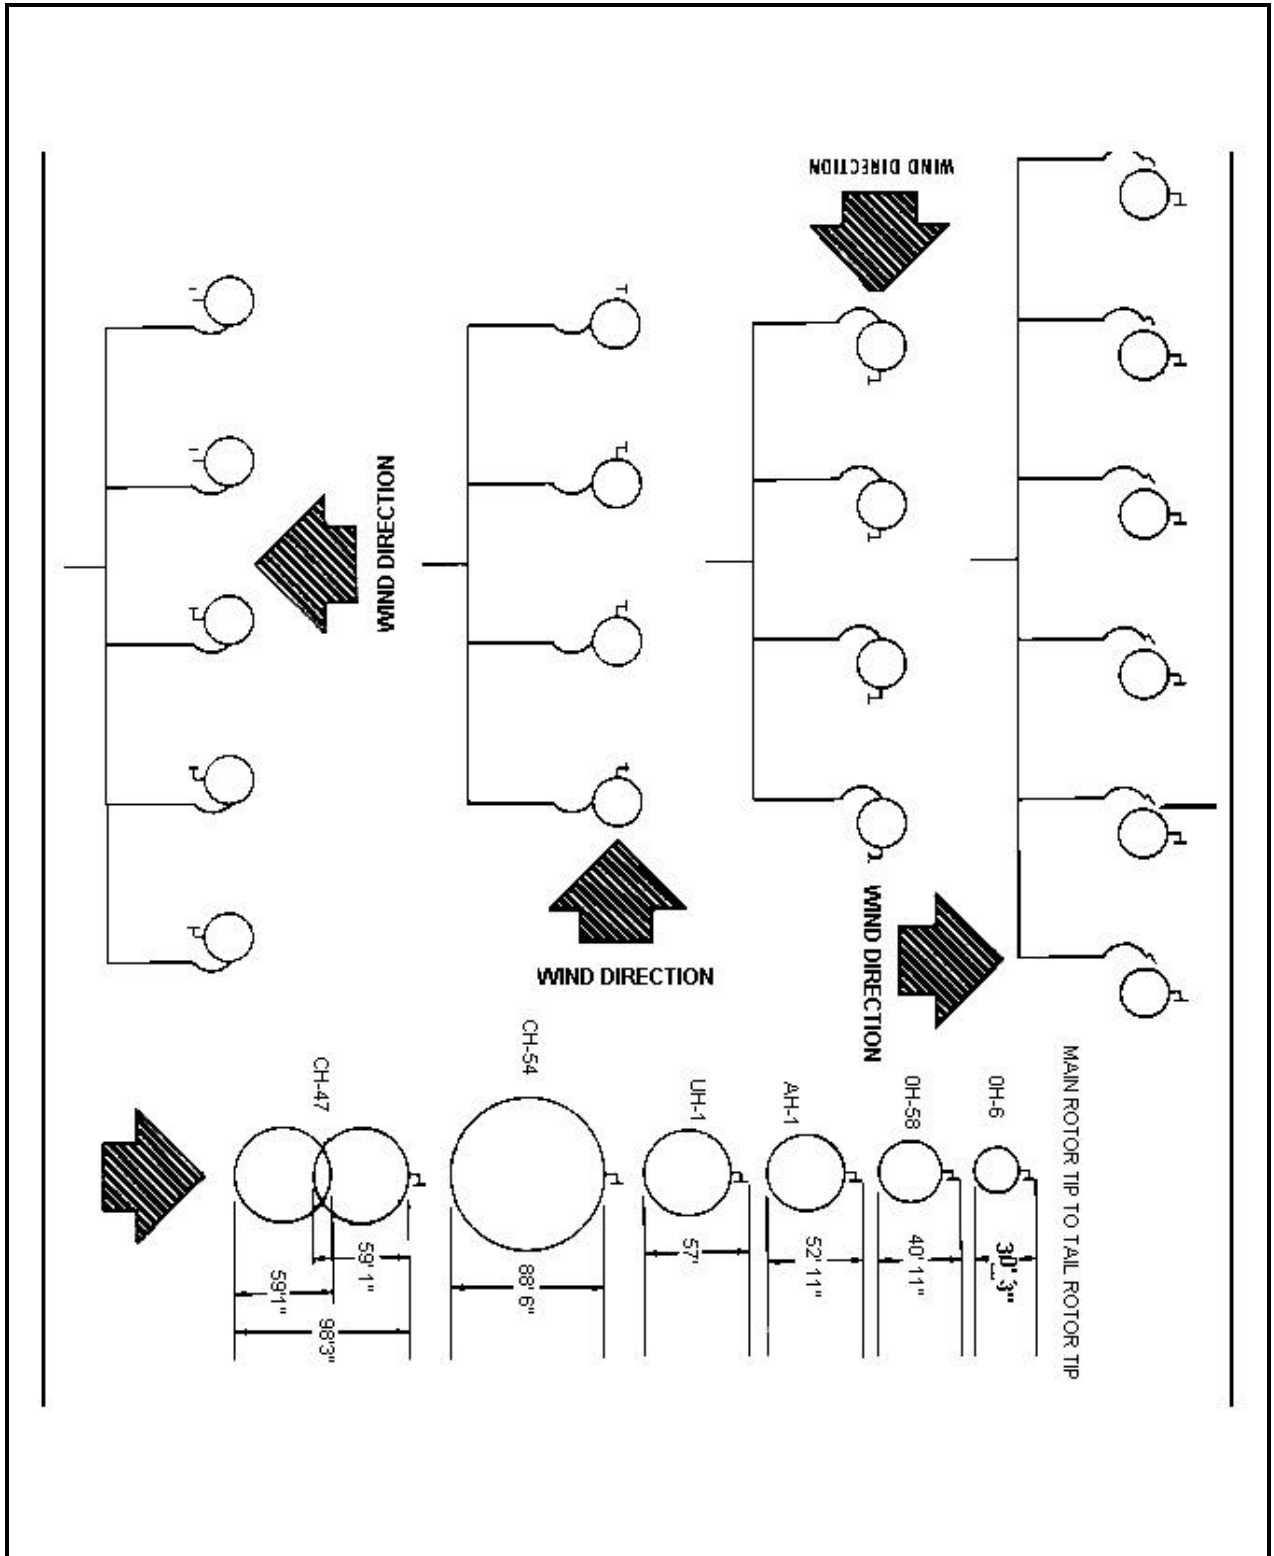 WIND DIRECTION
WIND DIRECTION
WIND DIRECTION
WIND DIRECTION
MAIN ROTOR TIP TO TAIL ROTOR TIP
0H-6
30' 3"
0H-58
40' 11"
AH-1
52' 11"
UH-1
57'
CH-54
88' 6"
CH-47
59' 1"
59'1"
98'3"